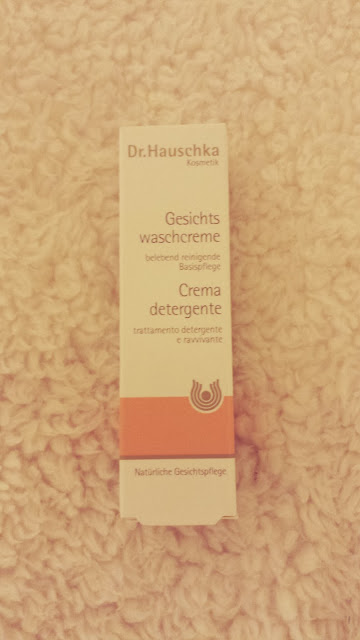 Dr.Hauschka
Kosmetik
Gesichts
waschcreme
belebend reinigende
Basispflege
Crema
detergente
trattamento detergente
e ravvivante
Natürliche Gesichtspflege